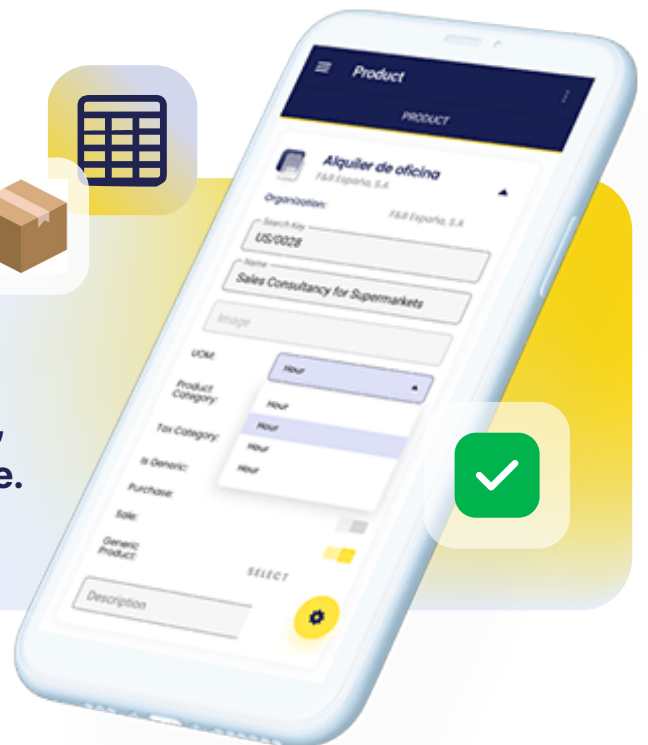 Product
PRODUCT
Alquiler de oficina
F&B España, S.A
Organization: F&B España, S.A
Search Key
US/0028
Name
Sales Consultancy for Supermarkets
Image
UOM: Hour
Product Category: Hour
Hour
Tax Category: Hour
Is Generic: Hour
Purchase:
Sale:
Generic Product: SELECT
Description
e.